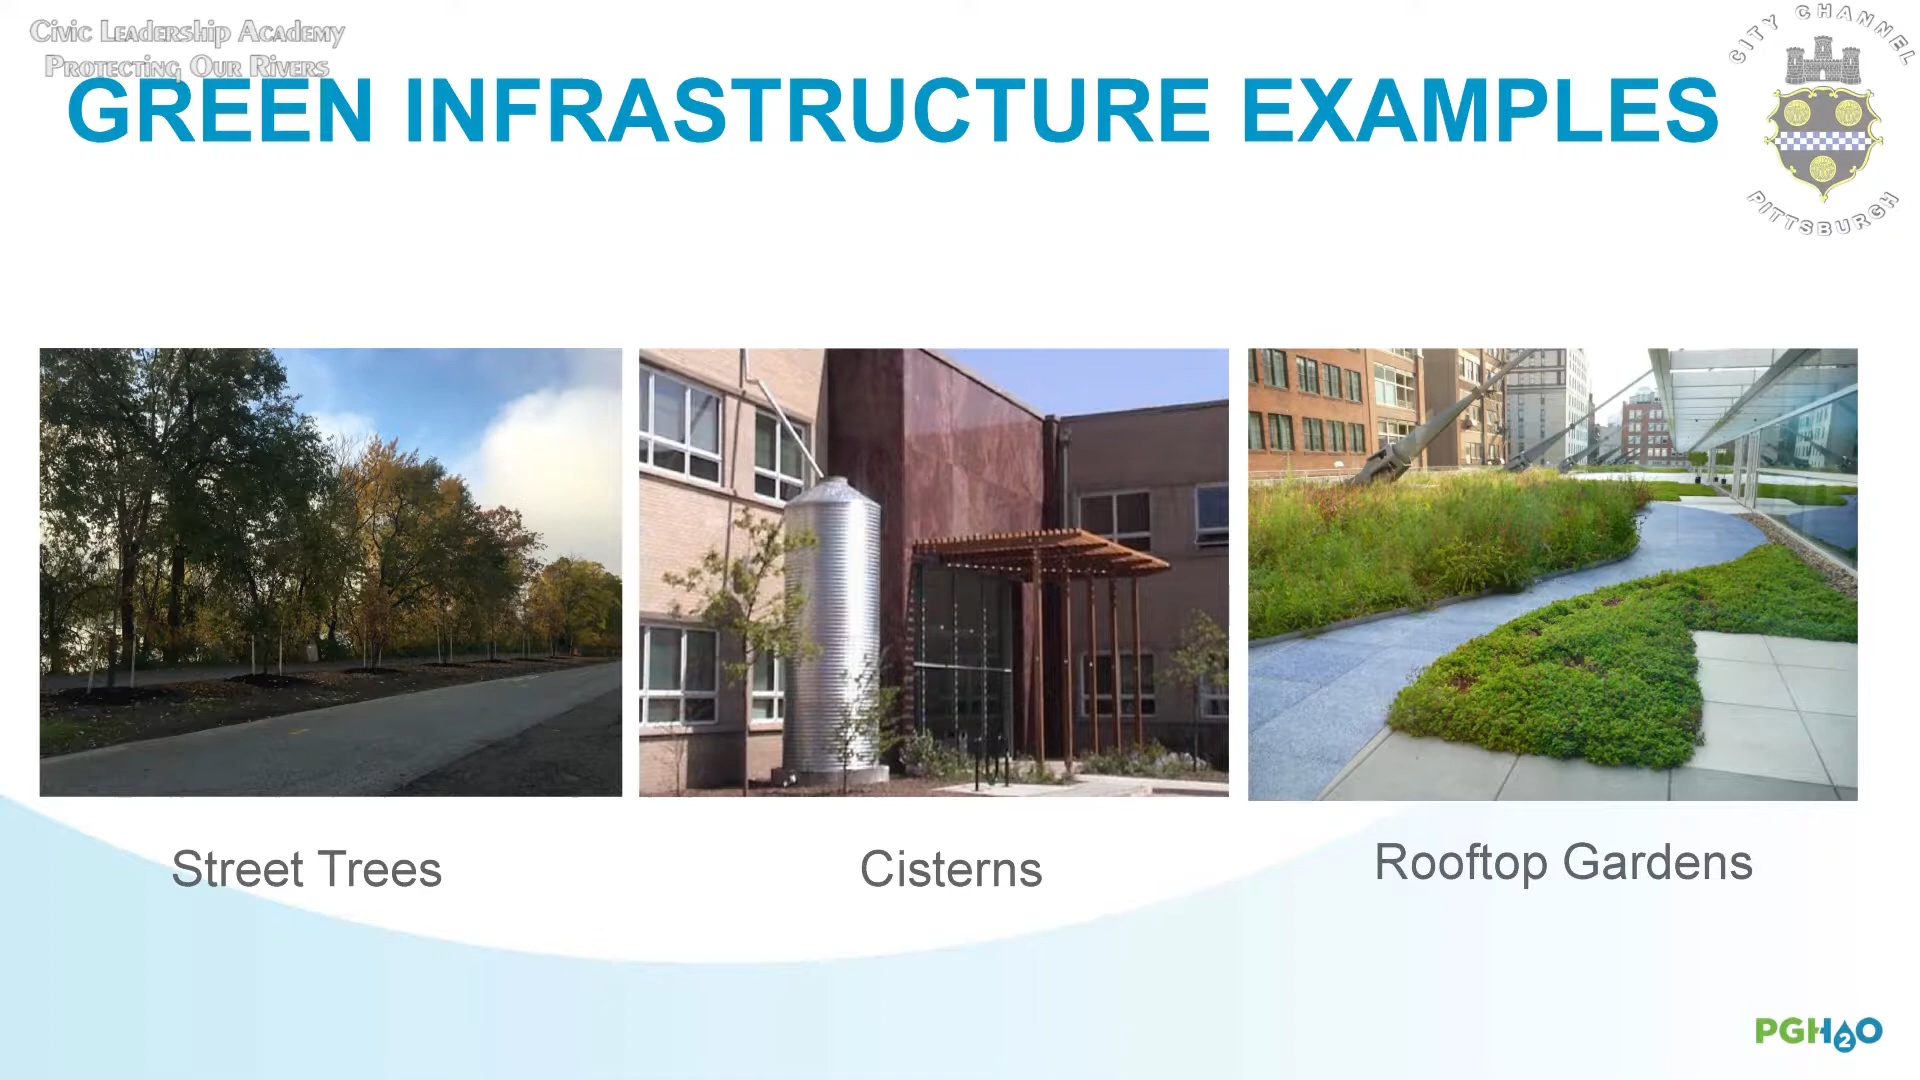 Civic Leadership Academy
Protecting Our Rivers
GREEN INFRASTRUCTURE EXAMPLES
CITY CHANNEL
PITTSBURGH
Street Trees
Cisterns
Rooftop Gardens
PGH2O